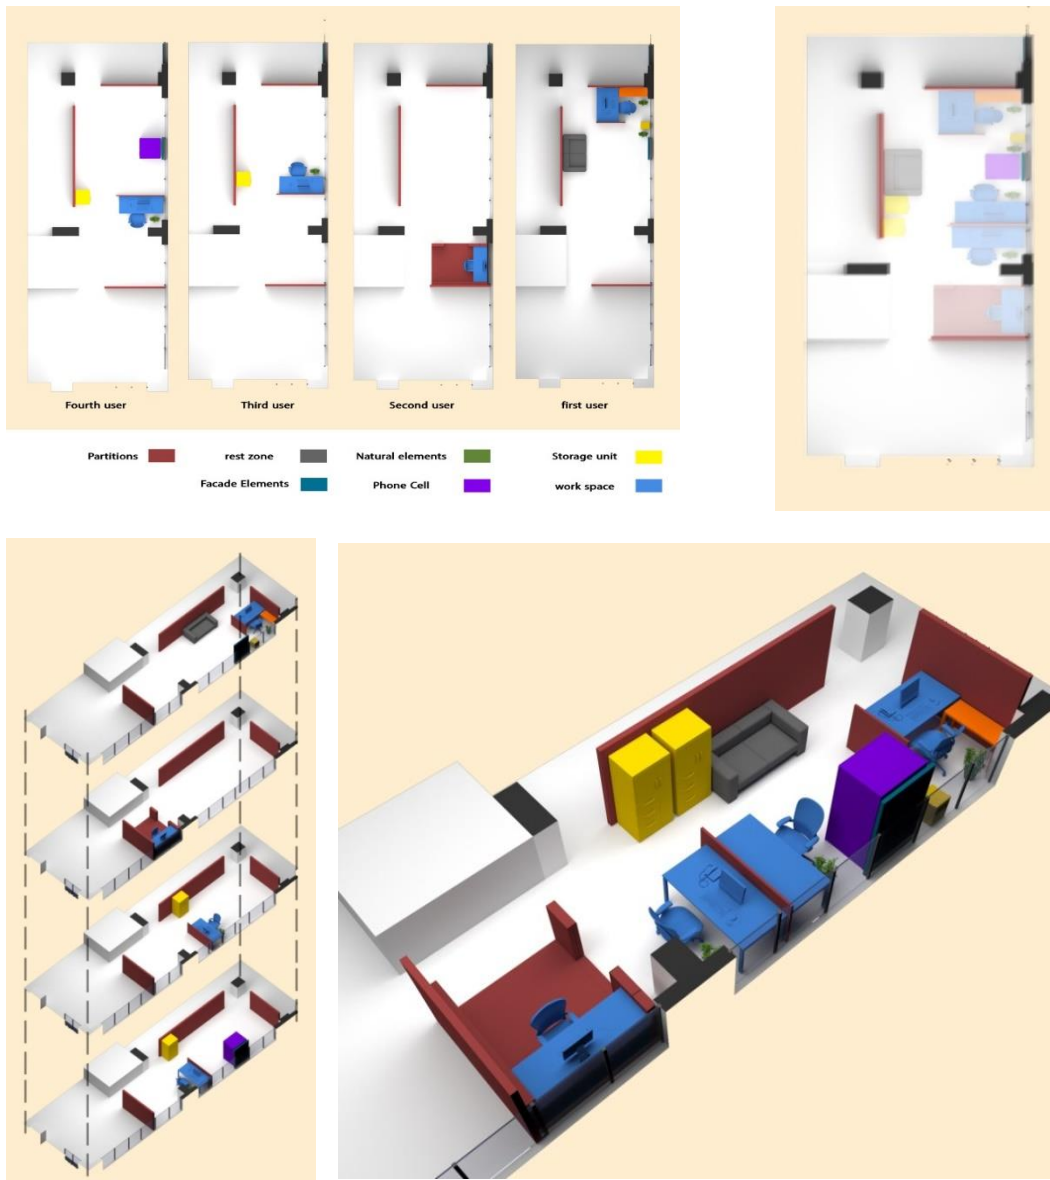 Fourth user
Third user
Second user
first user
Partitions
rest zone
Natural elements
Storage unit
Facade Elements
Phone Cell
work space